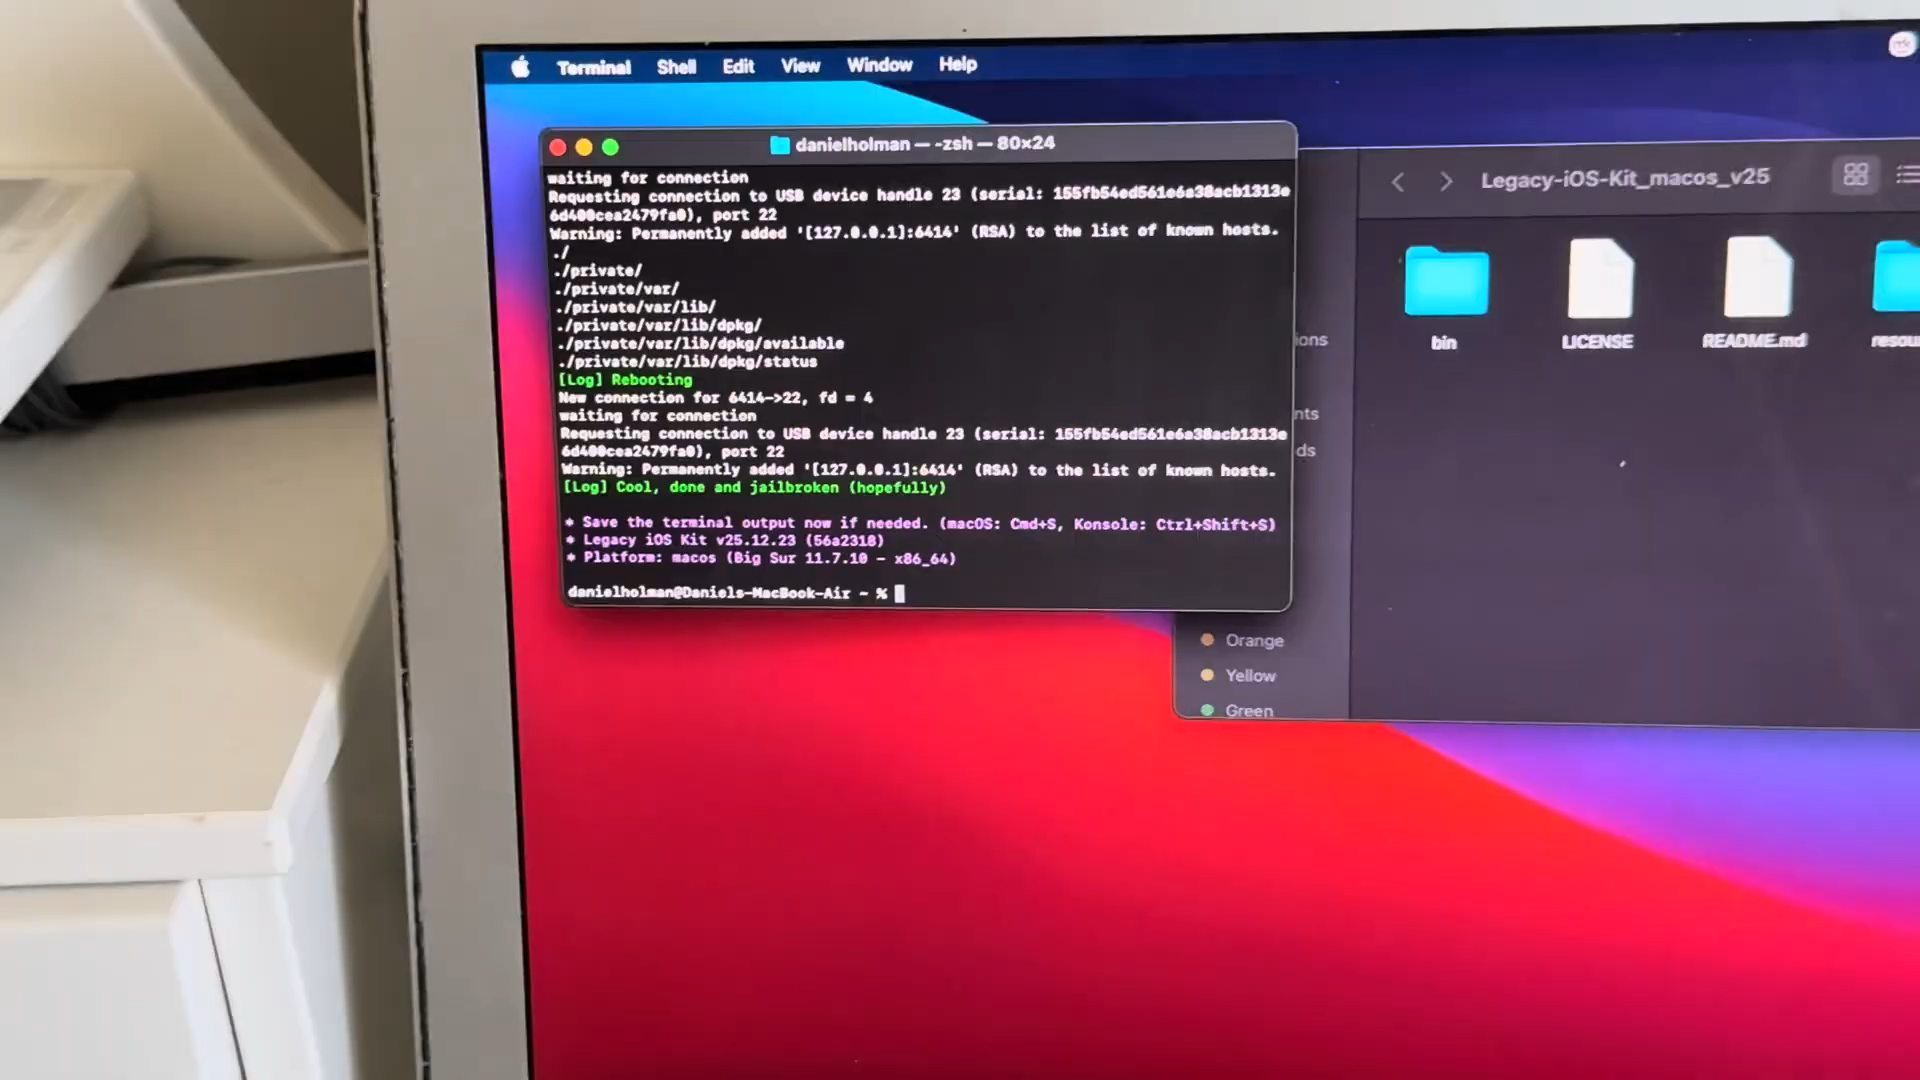 Terminal Shell Edit View Window Help
danielholman — -zsh — 80×24
waiting for connection
Requesting connection to USB device handle 23 (serial: 155fb54ed561e6a38acb1313e
6d400cea2479fa0), port 22
Warning: Permanently added '[127.0.0.1]:6414' (RSA) to the list of known hosts.
./
./private/
./private/var/
./private/var/lib/
./private/var/lib/dpkg/
./private/var/lib/dpkg/available
./private/var/lib/dpkg/status
[Log] Rebooting
New connection for 6414->22, fd = 4
waiting for connection
Requesting connection to USB device handle 23 (serial: 155fb54ed561e6a38acb1313e
6d400cea2479fa0), port 22
Warning: Permanently added '[127.0.0.1]:6414' (RSA) to the list of known hosts.
[Log] Cool, done and jailbroken (hopefully)
* Save the terminal output now if needed. (macOS: Cmd+S, Konsole: Ctrl+Shift+S)
* Legacy iOS Kit v25.12.23 (56a2318)
* Platform: macos (Big Sur 11.7.10 - x86_64)
danielholman@Daniels-MacBook-Air ~ %
Legacy-iOS-Kit_macos_v25
bin LICENSE README.md resou
ions
nts
ds
Orange
Yellow
Green